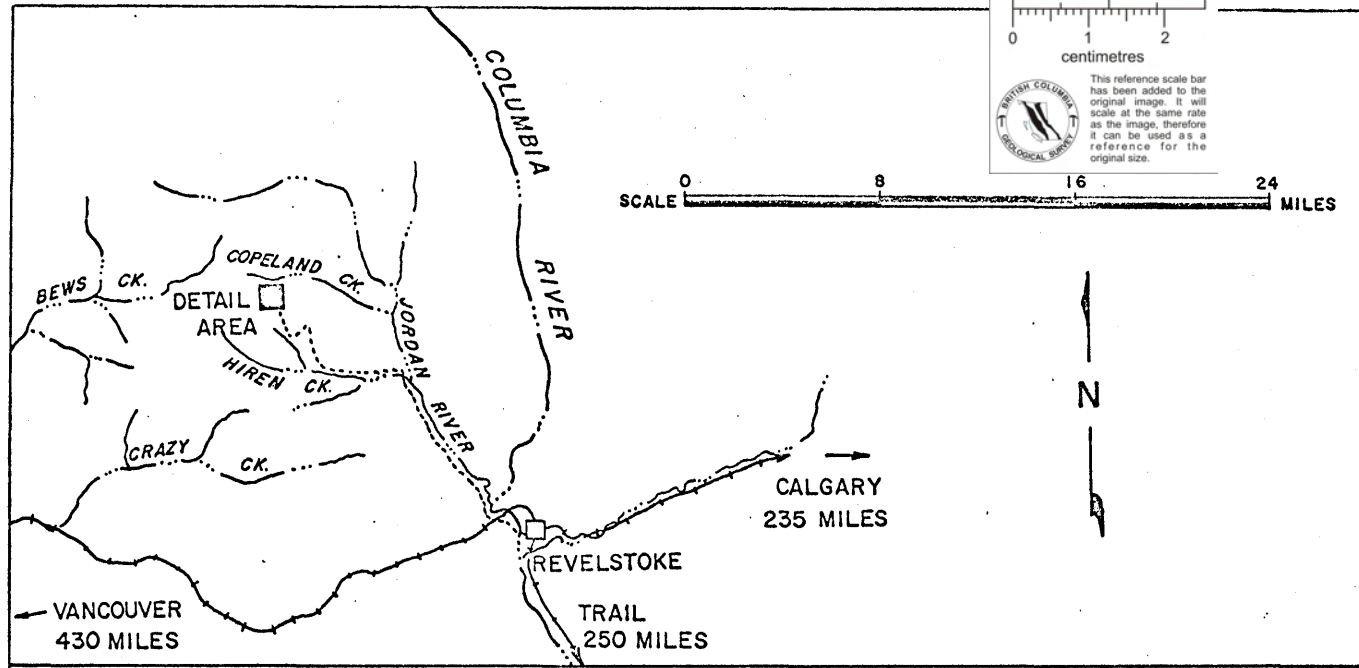 0 1 2
centimetres
This reference scale bar
has been added to the
original image. It will
scale at the same rate
as the image, therefore
it can be used as a
reference for the
original size.
BRITISH COLUMBIA
GEOLOGICAL SURVEY
COLUMBIA
RIVER
0 8 16 24
SCALE MILES
COPELAND
CK.
BEWS
CK.
DETAIL
AREA
JORDAN
RIVER
HIREN
CK.
CRAZY
CK.
N
CALGARY
235 MILES
REVELSTOKE
VANCOUVER
430 MILES
TRAIL
250 MILES